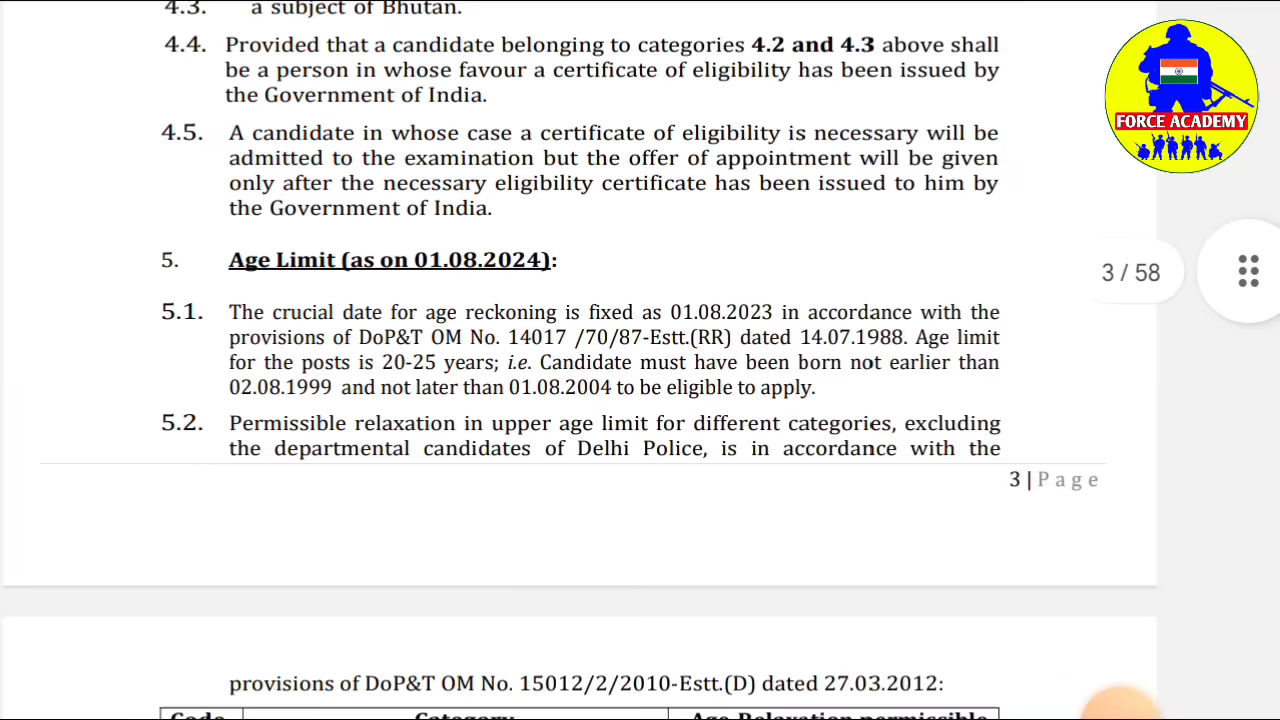 4.3. a subject of Bhutan.
4.4. Provided that a candidate belonging to categories 4.2 and 4.3 above shall
be a person in whose favour a certificate of eligibility has been issued by
the Government of India.
FORCE ACADEMY
4.5. A candidate in whose case a certificate of eligibility is necessary will be
admitted to the examination but the offer of appointment will be given
only after the necessary eligibility certificate has been issued to him by
the Government of India.
5. Age Limit (as on 01.08.2024):
3 / 58
5.1. The crucial date for age reckoning is fixed as 01.08.2023 in accordance with the
provisions of DoP&T OM No. 14017 /70/87-Estt.(RR) dated 14.07.1988. Age limit
for the posts is 20-25 years; i.e. Candidate must have been born not earlier than
02.08.1999 and not later than 01.08.2004 to be eligible to apply.
5.2. Permissible relaxation in upper age limit for different categories, excluding
the departmental candidates of Delhi Police, is in accordance with the
3 | P a g e
provisions of DoP&T OM No. 15012/2/2010-Estt.(D) dated 27.03.2012:
Code Category Age-Relaxation permissible